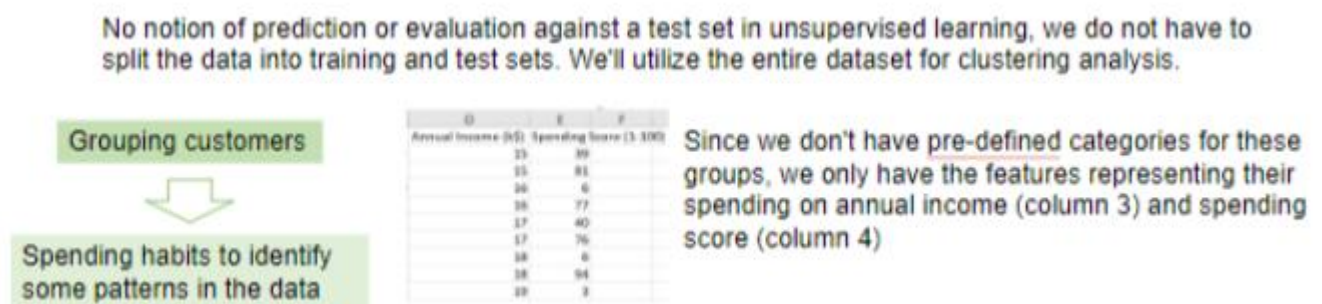 No notion of prediction or evaluation against a test set in unsupervised learning, we do not have to
split the data into training and test sets. We'll utilize the entire dataset for clustering analysis.
Grouping customers
Spending habits to identify
some patterns in the data
D E F
Annual Income (k$) Spending Score (1-100)
15 39
15 81
16 6
16 77
17 40
17 76
18 6
18 94
19 3
Since we don't have pre-defined categories for these
groups, we only have the features representing their
spending on annual income (column 3) and spending
score (column 4)